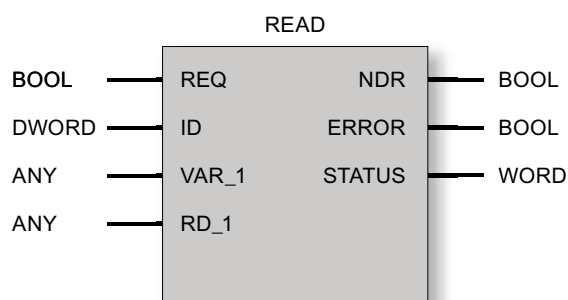 READ
BOOL REQ NDR BOOL
DWORD ID ERROR BOOL
ANY VAR_1 STATUS WORD
ANY RD_1